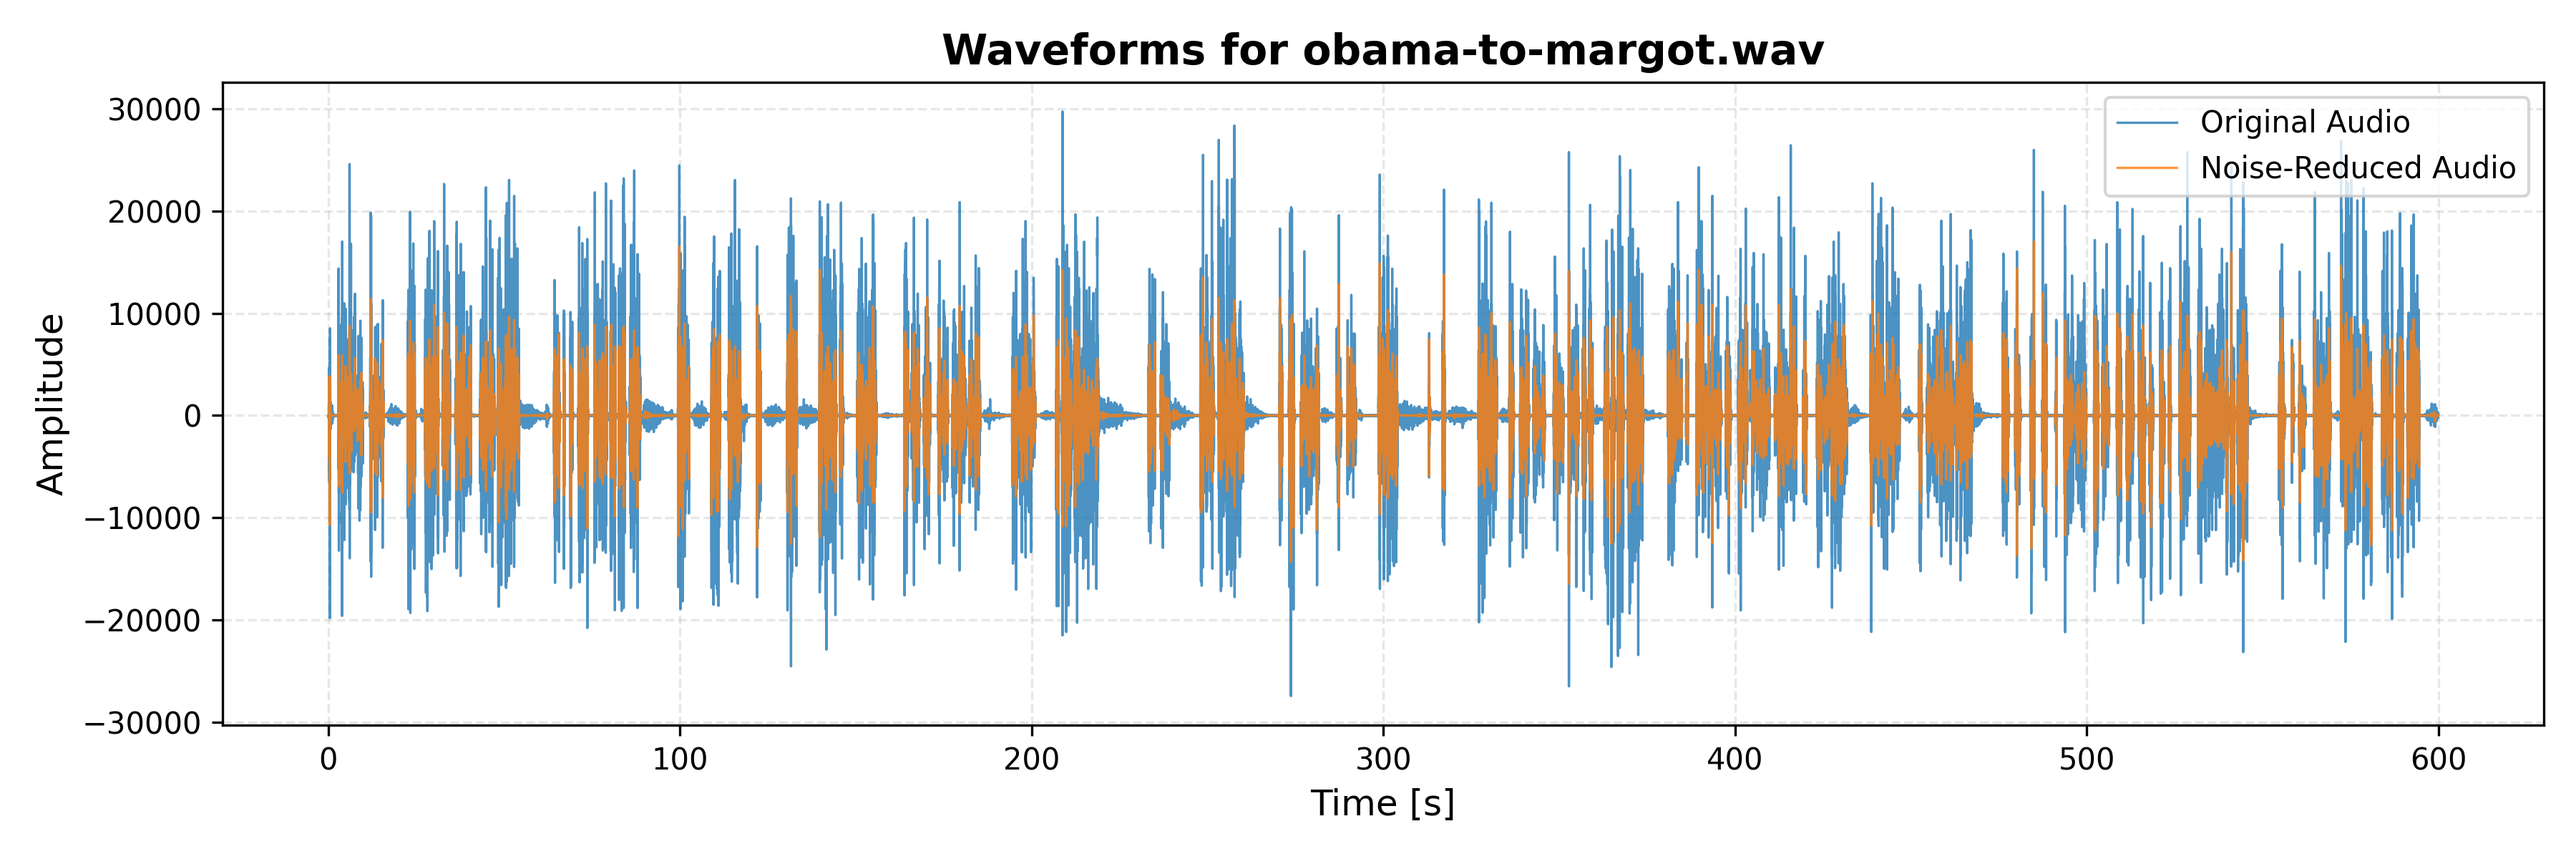 Waveforms for obama-to-margot.wav
Original Audio
Noise-Reduced Audio
30000
20000
10000
0
−10000
−20000
−30000
Amplitude
0 100 200 300 400 500 600
Time [s]